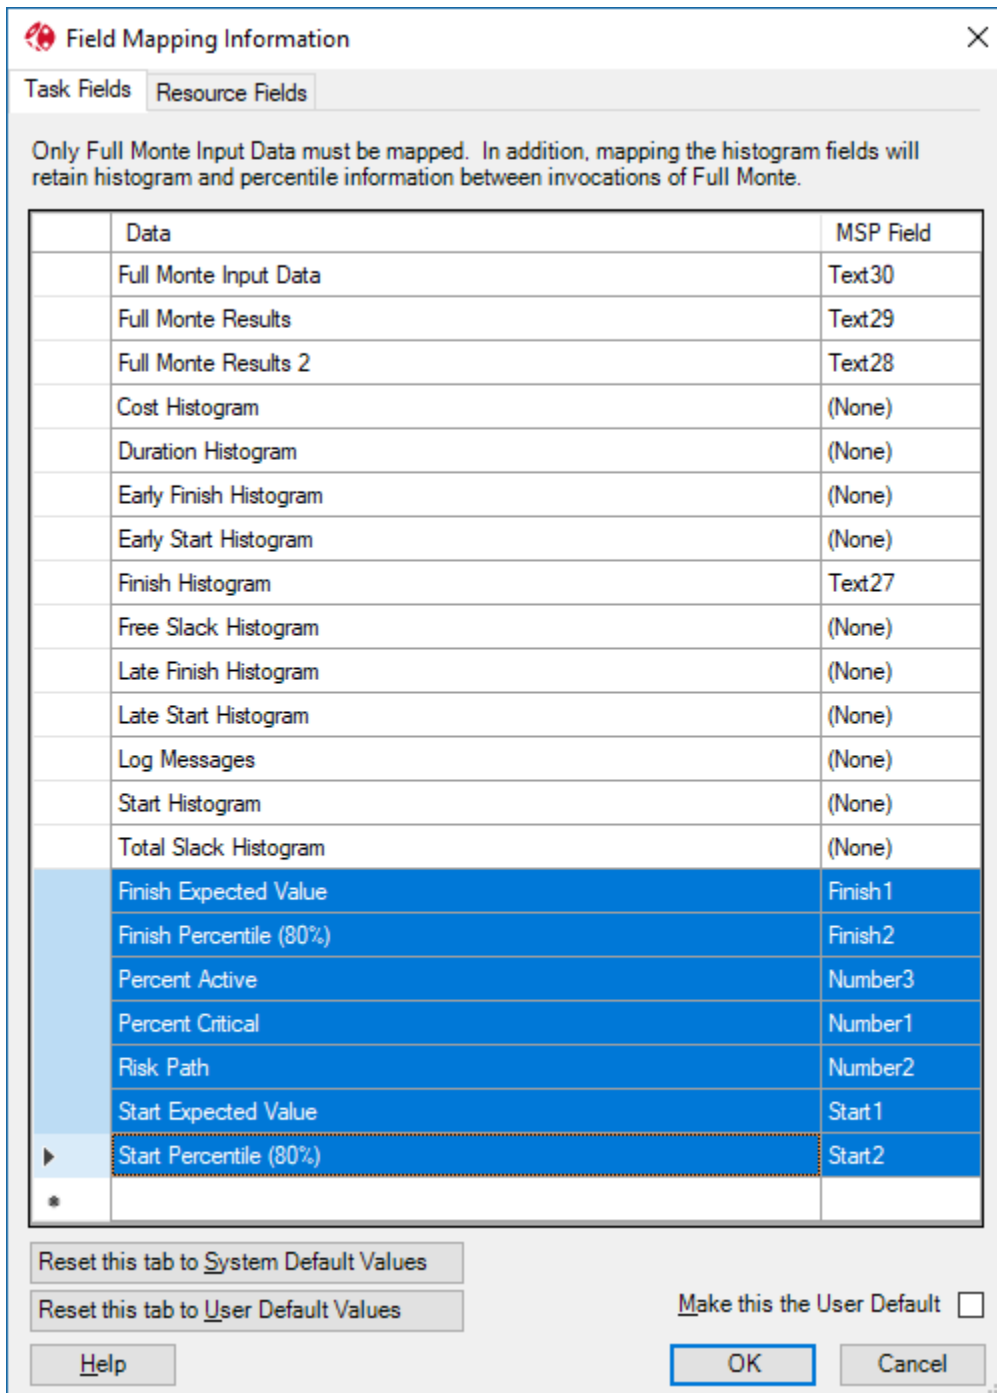 Field Mapping Information
Task Fields Resource Fields
Only Full Monte Input Data must be mapped. In addition, mapping the histogram fields will
retain histogram and percentile information between invocations of Full Monte.
Data MSP Field
Full Monte Input Data Text30
Full Monte Results Text29
Full Monte Results 2 Text28
Cost Histogram (None)
Duration Histogram (None)
Early Finish Histogram (None)
Early Start Histogram (None)
Finish Histogram Text27
Free Slack Histogram (None)
Late Finish Histogram (None)
Late Start Histogram (None)
Log Messages (None)
Start Histogram (None)
Total Slack Histogram (None)
Finish Expected Value Finish1
Finish Percentile (80%) Finish2
Percent Active Number3
Percent Critical Number1
Risk Path Number2
Start Expected Value Start1
Start Percentile (80%) Start2
Reset this tab to System Default Values
Reset this tab to User Default Values Make this the User Default
Help OK Cancel